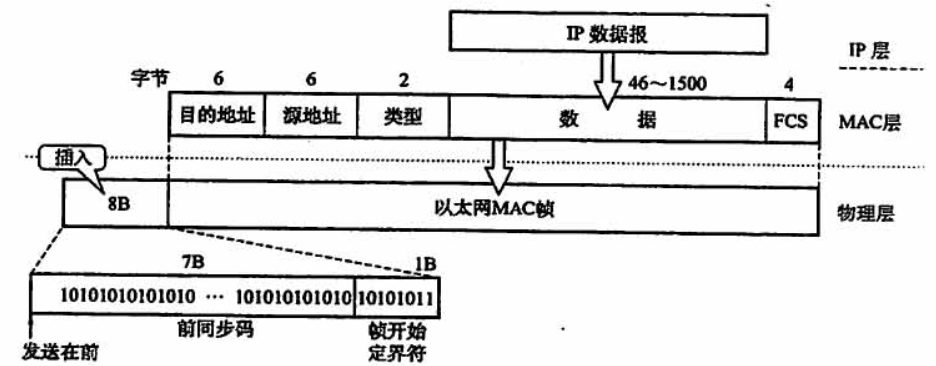 IP 数据报
IP 层
字节 6 6 2 46～1500 4
目的地址 源地址 类型 数 据 FCS MAC层
插入
8B 以太网MAC帧 物理层
7B 1B
10101010101010 ··· 101010101010 10101011
前同步码 帧开始
定界符
发送在前